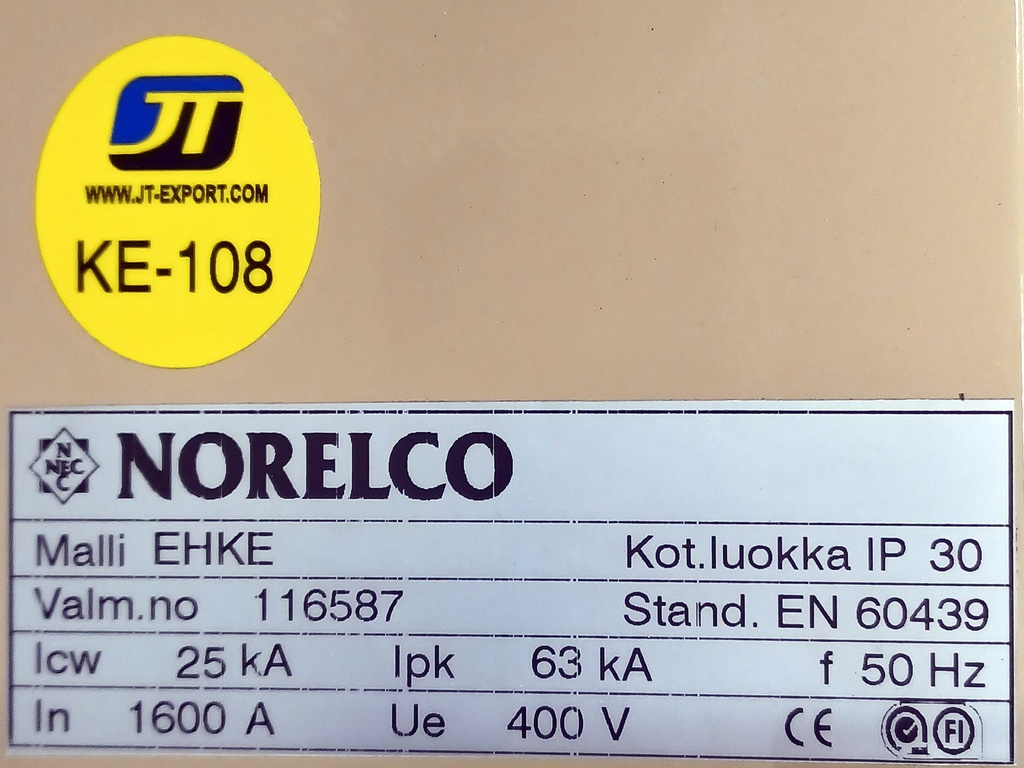 JT
WWW.JT-EXPORT.COM
KE-108
N
NEC
C
NORELCO
Malli EHKE Kot.luokka IP 30
Valm.no 116587 Stand. EN 60439
Icw 25 kA Ipk 63 kA f 50 Hz
In 1600 A Ue 400 V CE FI